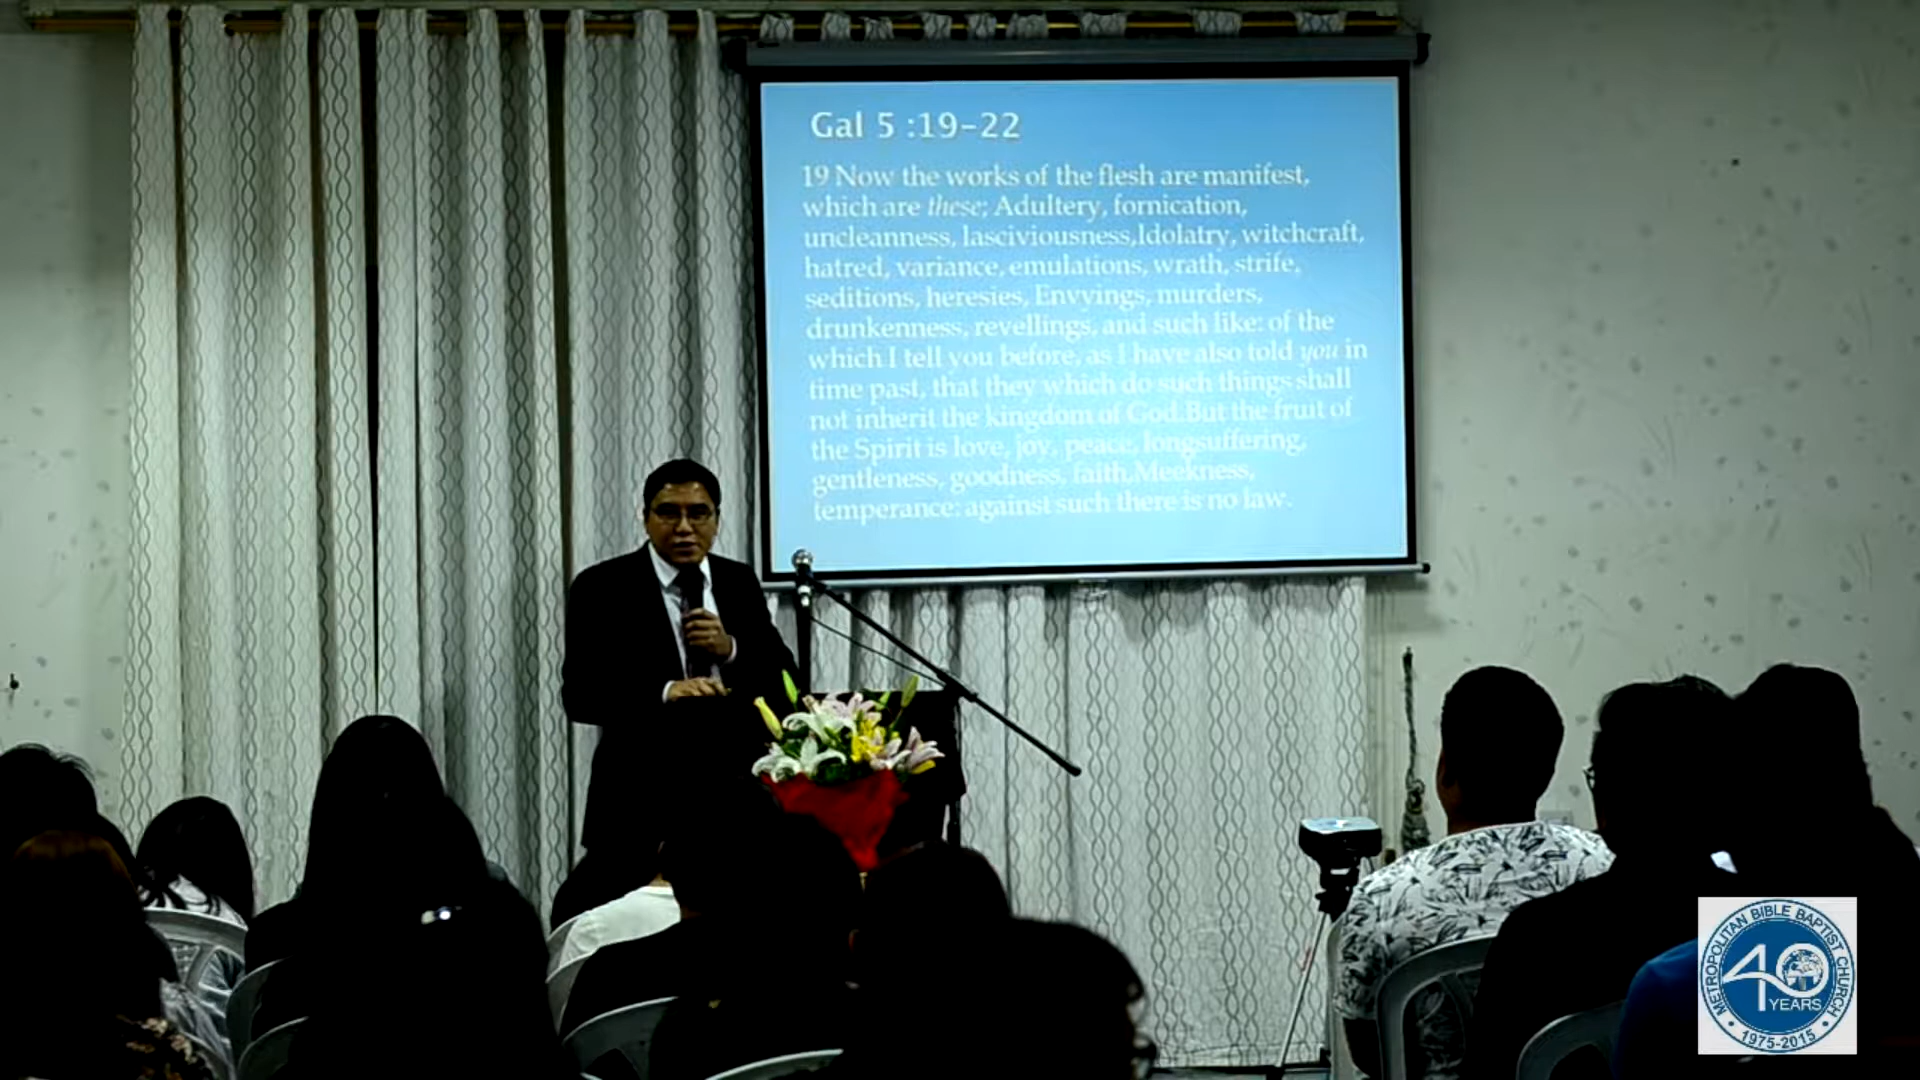 Gal 5 :19-22
19 Now the works of the flesh are manifest,
which are these; Adultery, fornication,
uncleanness, lasciviousness,Idolatry, witchcraft,
hatred, variance, emulations, wrath, strife,
seditions, heresies, Envyings, murders,
drunkenness, revellings, and such like: of the
which I tell you before, as I have also told you in
time past, that they which do such things shall
not inherit the kingdom of God.But the fruit of
the Spirit is love, joy, peace, longsuffering,
gentleness, goodness, faith,Meekness,
temperance: against such there is no law.
METROPOLITAN BIBLE BAPTIST CHURCH
40
YEARS
1975-2015